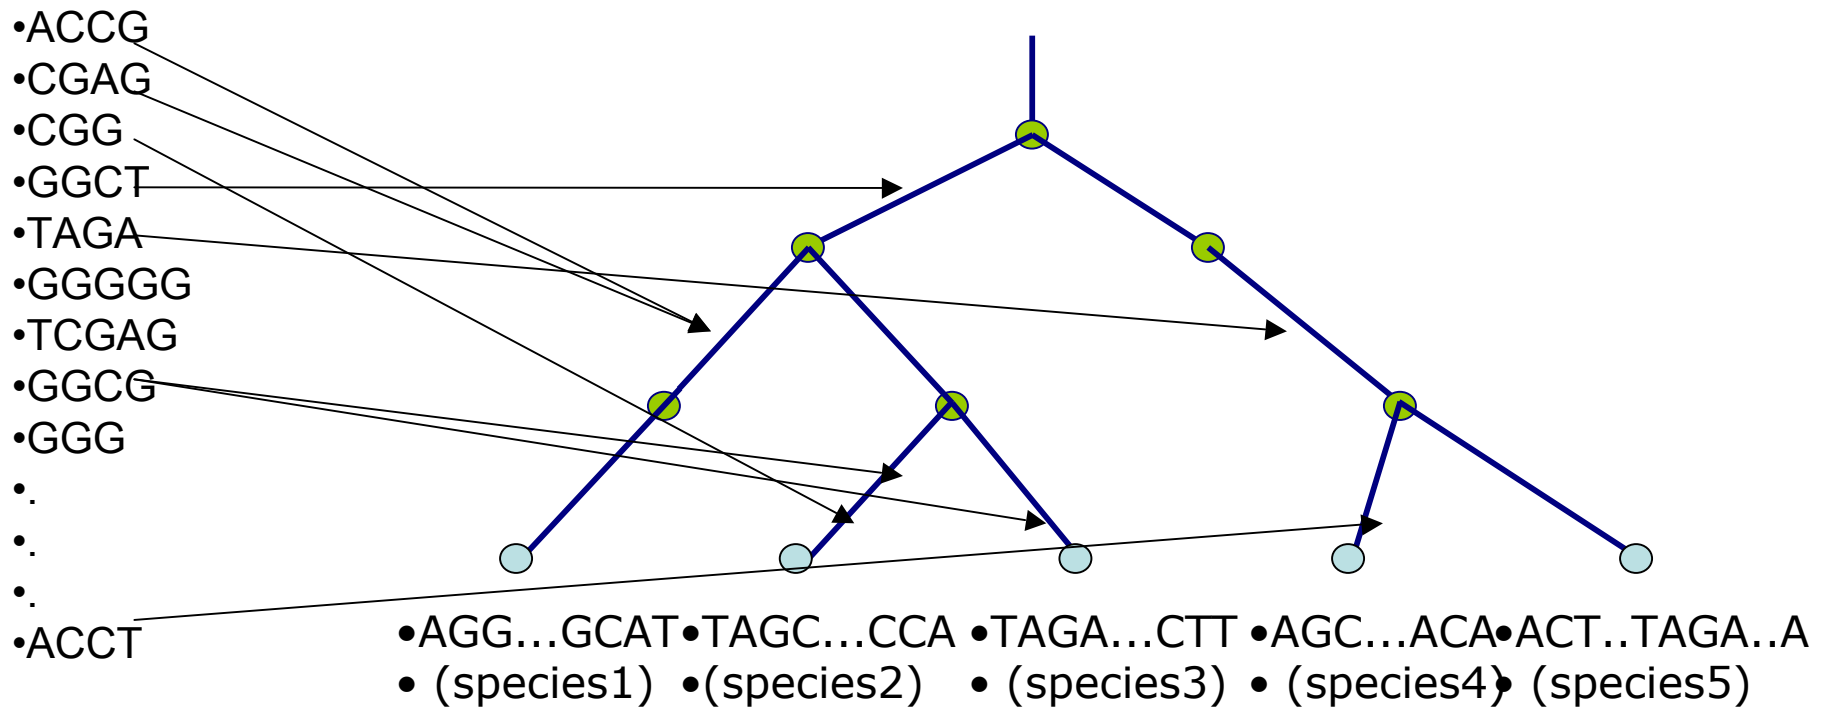 •ACCG
•CGAG
•CGG
•GGCT
•TAGA
•GGGGG
•TCGAG
•GGCG
•GGG
•.
•.
•.
•ACCT
•AGG...GCAT •TAGC...CCA •TAGA...CTT •AGC...ACA •ACT..TAGA..A
• (species1) •(species2) • (species3) • (species4) • (species5)